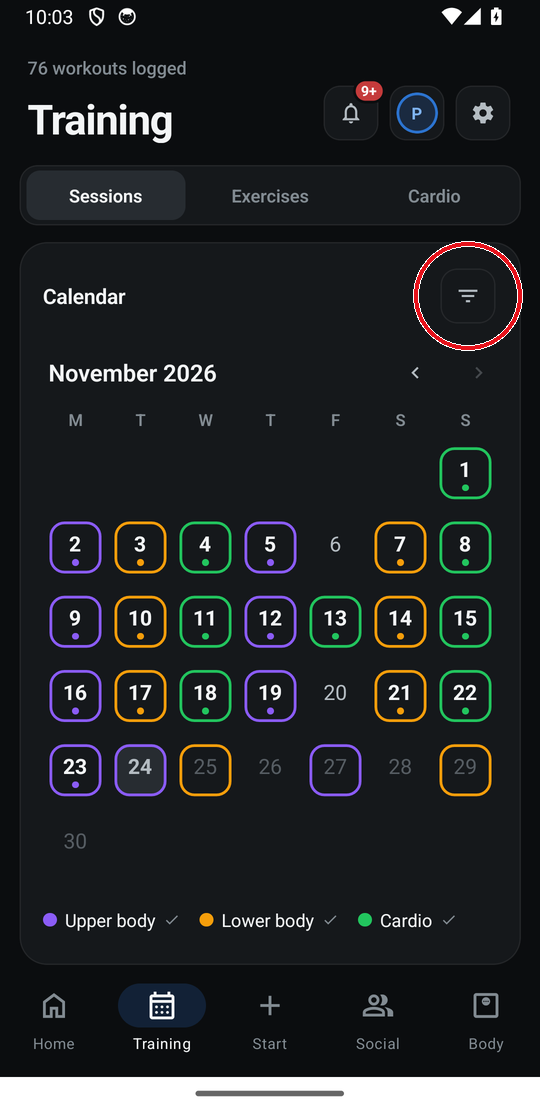 10:03
76 workouts logged
Training
9+
P
Sessions Exercises Cardio
Calendar
November 2026
M T W T F S S
1
2 3 4 5 6 7 8
9 10 11 12 13 14 15
16 17 18 19 20 21 22
23 24 25 26 27 28 29
30
Upper body Lower body Cardio
Home Training Start Social Body